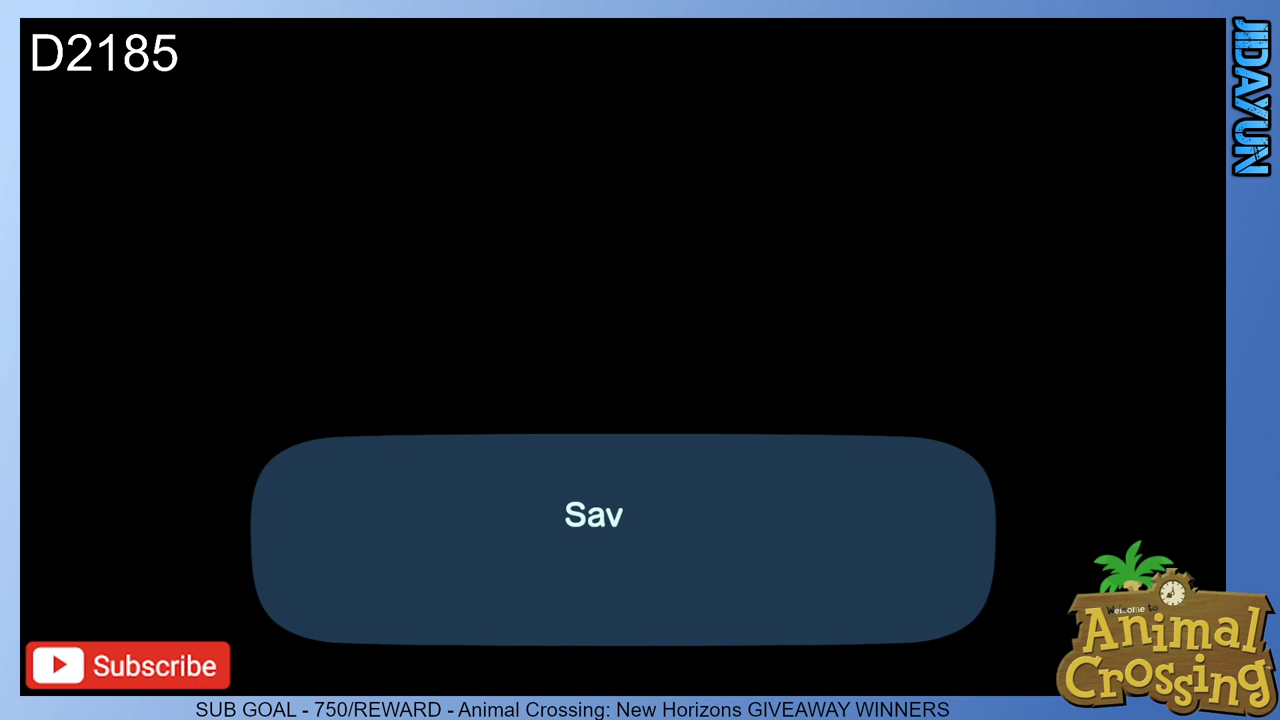 D2185
JIDAYUN
Sav
Welcome to
Animal
Crossing
Subscribe
SUB GOAL - 750/REWARD - Animal Crossing: New Horizons GIVEAWAY WINNERS